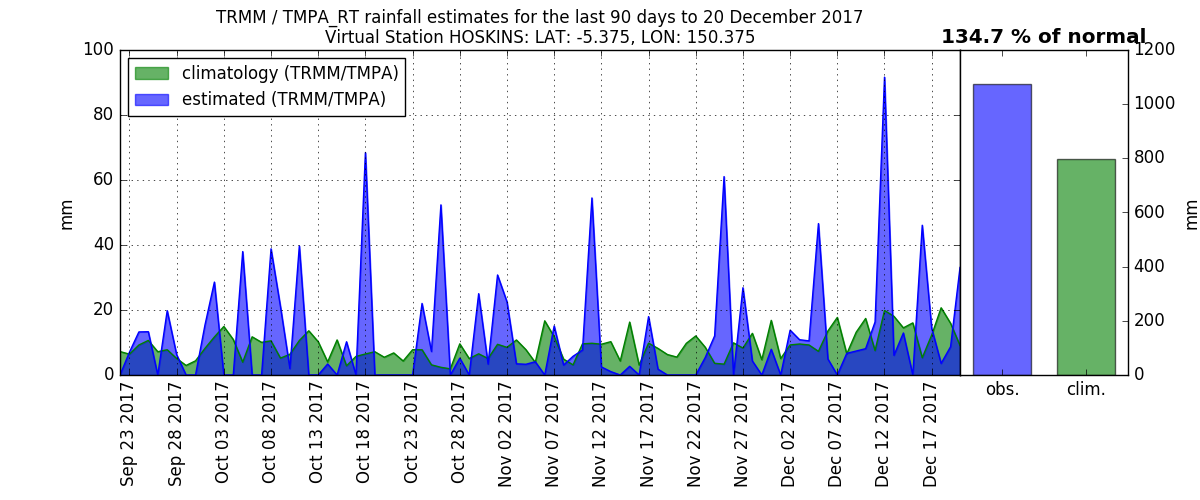 TRMM / TMPA_RT rainfall estimates for the last 90 days to 20 December 2017
Virtual Station HOSKINS: LAT: -5.375, LON: 150.375
134.7 % of normal
climatology (TRMM/TMPA)
estimated (TRMM/TMPA)
100
80
60
40
20
0
mm
1200
1000
800
600
400
200
0
mm
Sep 23 2017
Sep 28 2017
Oct 03 2017
Oct 08 2017
Oct 13 2017
Oct 18 2017
Oct 23 2017
Oct 28 2017
Nov 02 2017
Nov 07 2017
Nov 12 2017
Nov 17 2017
Nov 22 2017
Nov 27 2017
Dec 02 2017
Dec 07 2017
Dec 12 2017
Dec 17 2017
obs.
clim.